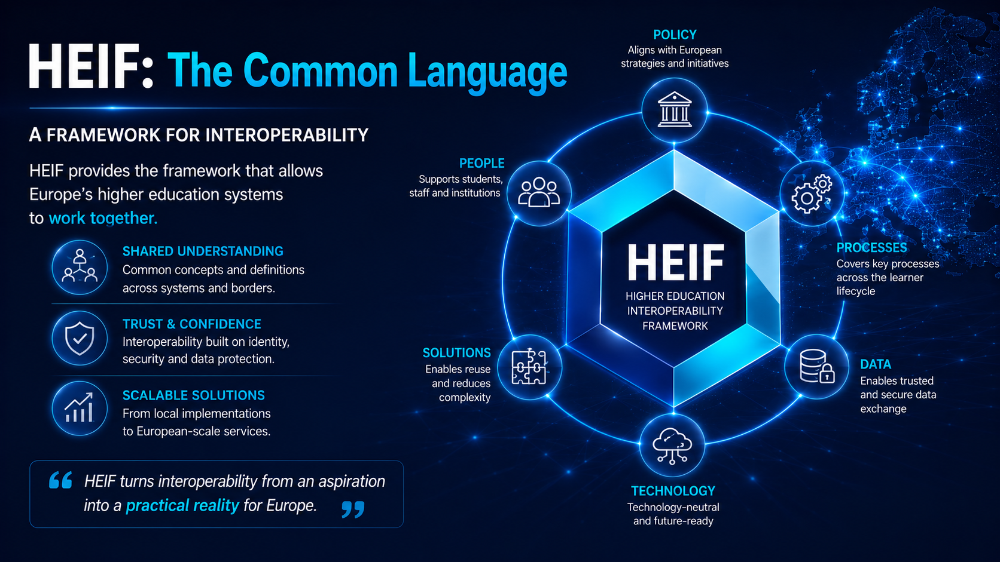 HEIF: The Common Language
A FRAMEWORK FOR INTEROPERABILITY
HEIF provides the framework that allows
Europe’s higher education systems
to work together.
SHARED UNDERSTANDING
Common concepts and definitions
across systems and borders.
TRUST & CONFIDENCE
Interoperability built on identity,
security and data protection.
SCALABLE SOLUTIONS
From local implementations
to European-scale services.
“ HEIF turns interoperability from an aspiration
into a practical reality for Europe. ”
POLICY
Aligns with European
strategies and initiatives
PEOPLE
Supports students,
staff and institutions
PROCESSES
Covers key processes
across the learner
lifecycle
HEIF
HIGHER EDUCATION
INTEROPERABILITY
FRAMEWORK
SOLUTIONS
Enables reuse
and reduces
complexity
DATA
Enables trusted
and secure data
exchange
TECHNOLOGY
Technology-neutral
and future-ready